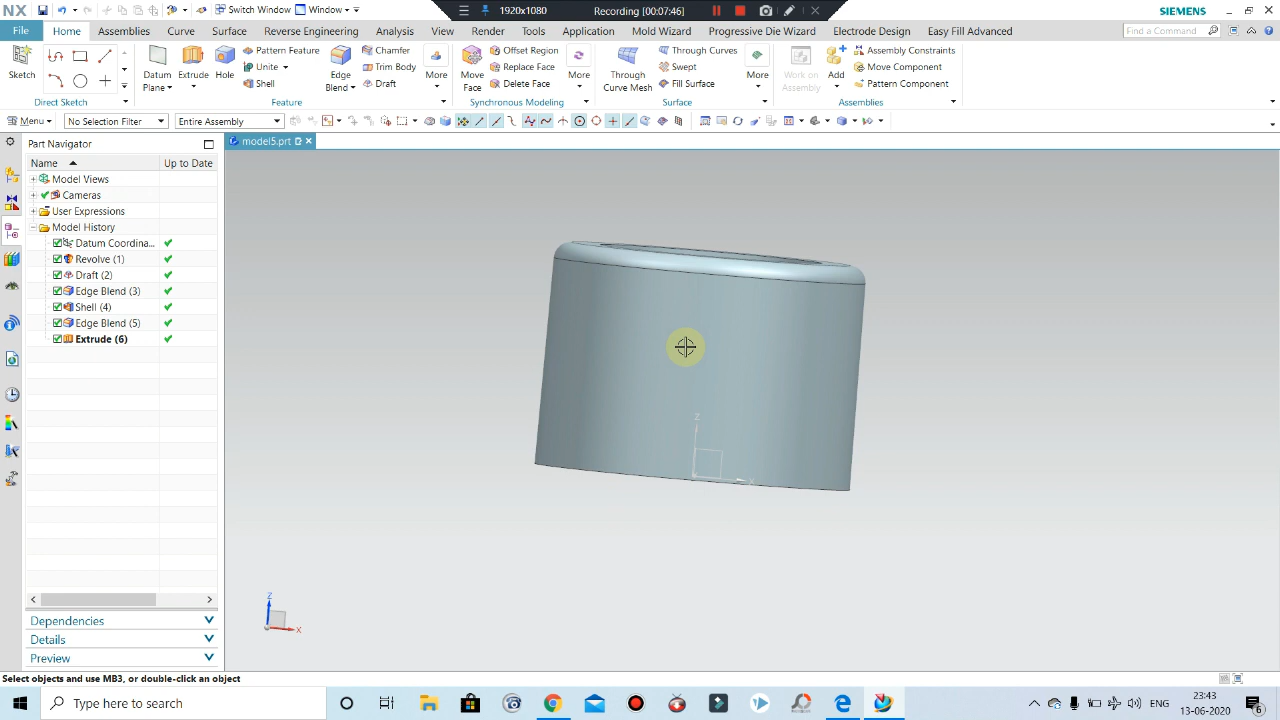 NX
Switch Window
Window
1920x1080
Recording [00:07:46]
SIEMENS
File
Home
Assemblies
Curve
Surface
Reverse Engineering
Analysis
View
Tools
Application
Mold Wizard
Progressive Die Wizard
Electrode Design
Easy Fill Advanced
Find a Command
Sketch
Datum Plane
Extrude
Hole
Pattern Feature
Unite
Shell
Edge Blend
Chamfer
Trim Body
Draft
More
Move Face
Offset Region
Replace Face
Delete Face
More
Through Curve Mesh
Through Curves
Swept
Fill Surface
More
Work on Assembly
Add
Assembly Constraints
Move Component
Pattern Component
Direct Sketch
Feature
Synchronous Modeling
Surface
Assemblies
Menu
No Selection Filter
Entire Assembly
Part Navigator
model5.prt
Name
Up to Date
Model Views
Cameras
User Expressions
Model History
Datum Coordina...
Revolve (1)
Draft (2)
Edge Blend (3)
Shell (4)
Edge Blend (5)
Extrude (6)
Z
X
Z
X
Dependencies
Details
Preview
Select objects and use MB3, or double-click an object
Type here to search
ENG
23:43
13-06-2020
6